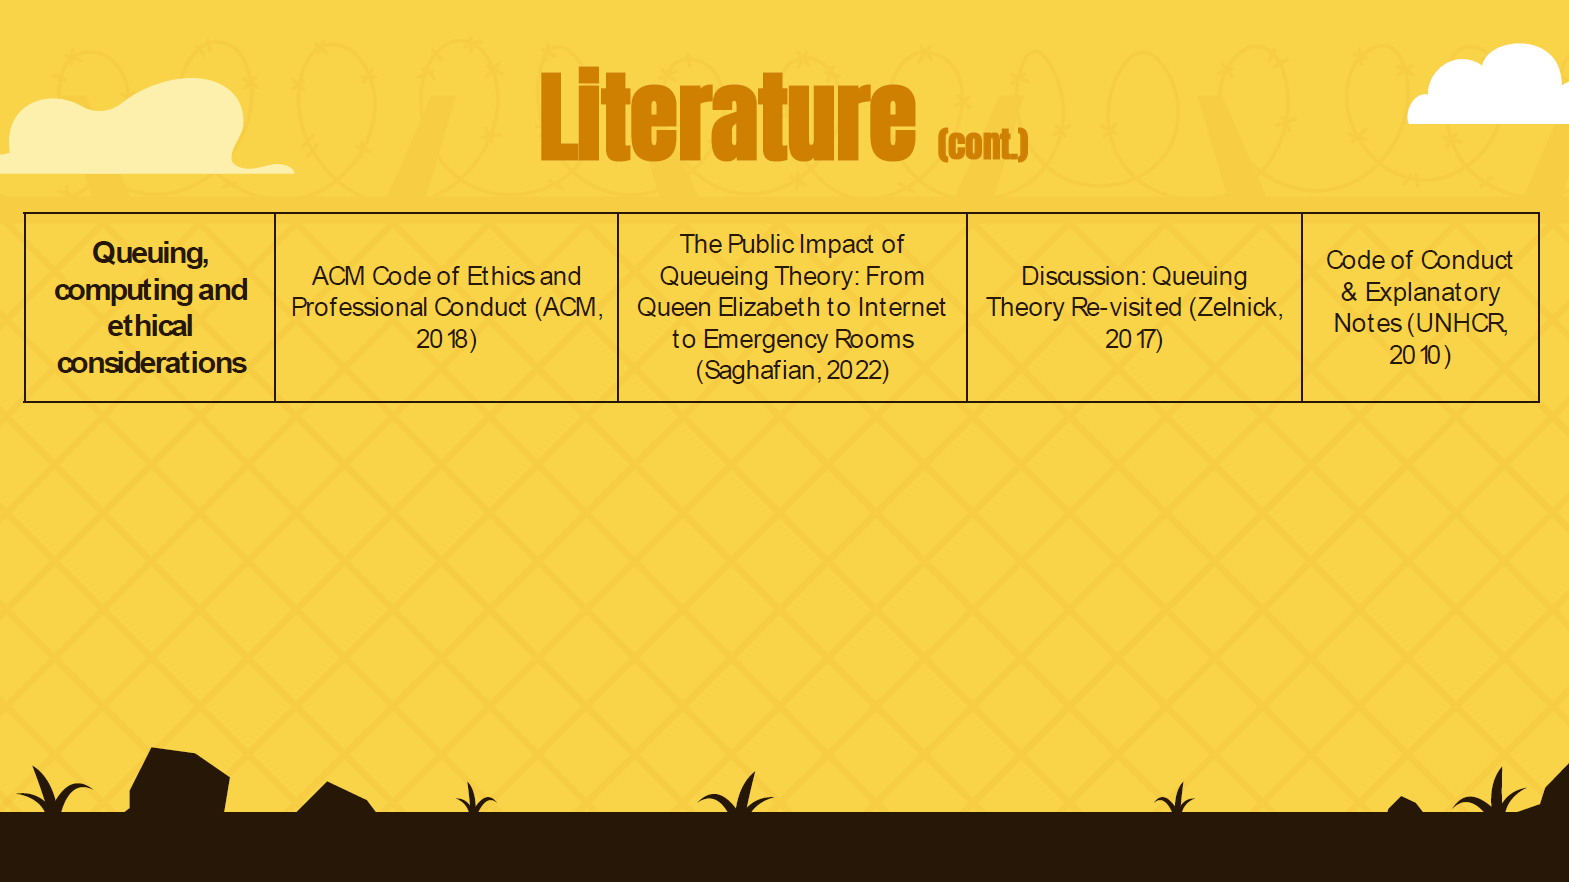 Literature (cont.)
Queuing,
computing and
ethical
considerations
ACM Code of Ethics and
Professional Conduct (ACM,
2018)
The Public Impact of
Queueing Theory: From
Queen Elizabeth to Internet
to Emergency Rooms
(Saghafian, 2022)
Discussion: Queuing
Theory Re-visited (Zelnick,
2017)
Code of Conduct
& Explanatory
Notes (UNHCR,
2010)